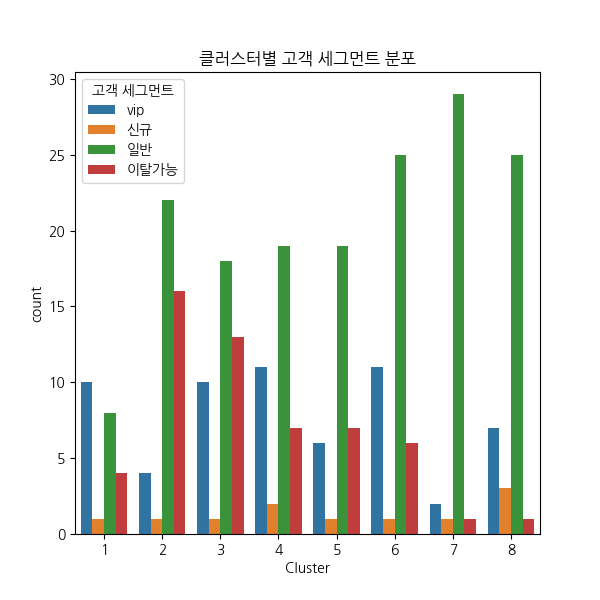 클러스터별 고객 세그먼트 분포
고객 세그먼트
vip
신규
일반
이탈가능
30
25
20
15
10
5
0
count
1 2 3 4 5 6 7 8
Cluster